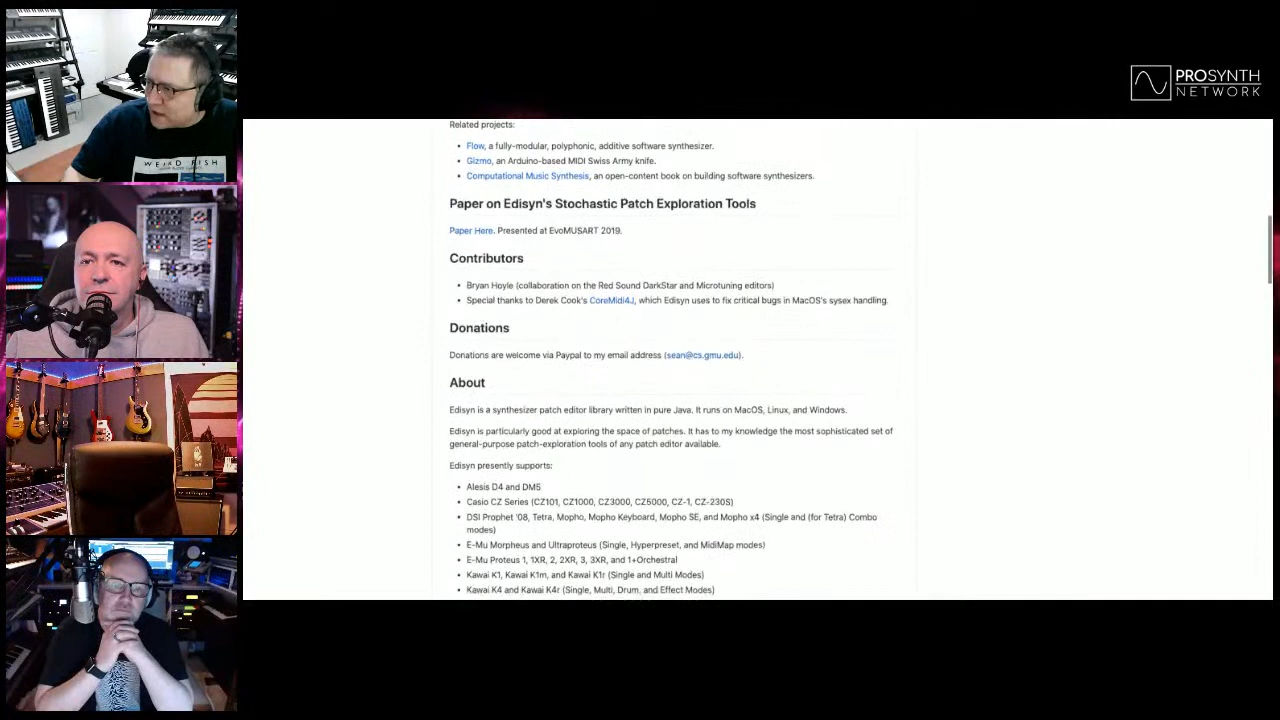 PROSYNTH
NETWORK
WEIRD FISH
Related projects:
• Flow, a fully-modular, polyphonic, additive software synthesizer.
• Gizmo, an Arduino-based MIDI Swiss Army knife.
• Computational Music Synthesis, an open-content book on building software synthesizers.
Paper on Edisyn's Stochastic Patch Exploration Tools
Paper Here. Presented at EvoMUSART 2019.
Contributors
• Bryan Hoyle (collaboration on the Red Sound DarkStar and Microtuning editors)
• Special thanks to Derek Cook's CoreMidi4J, which Edisyn uses to fix critical bugs in MacOS's sysex handling.
Donations
Donations are welcome via Paypal to my email address (sean@cs.gmu.edu).
About
Edisyn is a synthesizer patch editor library written in pure Java. It runs on MacOS, Linux, and Windows.
Edisyn is particularly good at exploring the space of patches. It has to my knowledge the most sophisticated set of
general-purpose patch-exploration tools of any patch editor available.
Edisyn presently supports:
• Alesis D4 and DM5
• Casio CZ Series (CZ101, CZ1000, CZ3000, CZ5000, CZ-1, CZ-230S)
• DSI Prophet '08, Tetra, Mopho, Mopho Keyboard, Mopho SE, and Mopho x4 (Single and (for Tetra) Combo
modes)
• E-Mu Morpheus and Ultraproteus (Single, Hyperpreset, and MidiMap modes)
• E-Mu Proteus 1, 1XR, 2, 2XR, 3, 3XR, and 1+Orchestral
• Kawai K1, Kawai K1m, and Kawai K1r (Single and Multi Modes)
• Kawai K4 and Kawai K4r (Single, Multi, Drum, and Effect Modes)